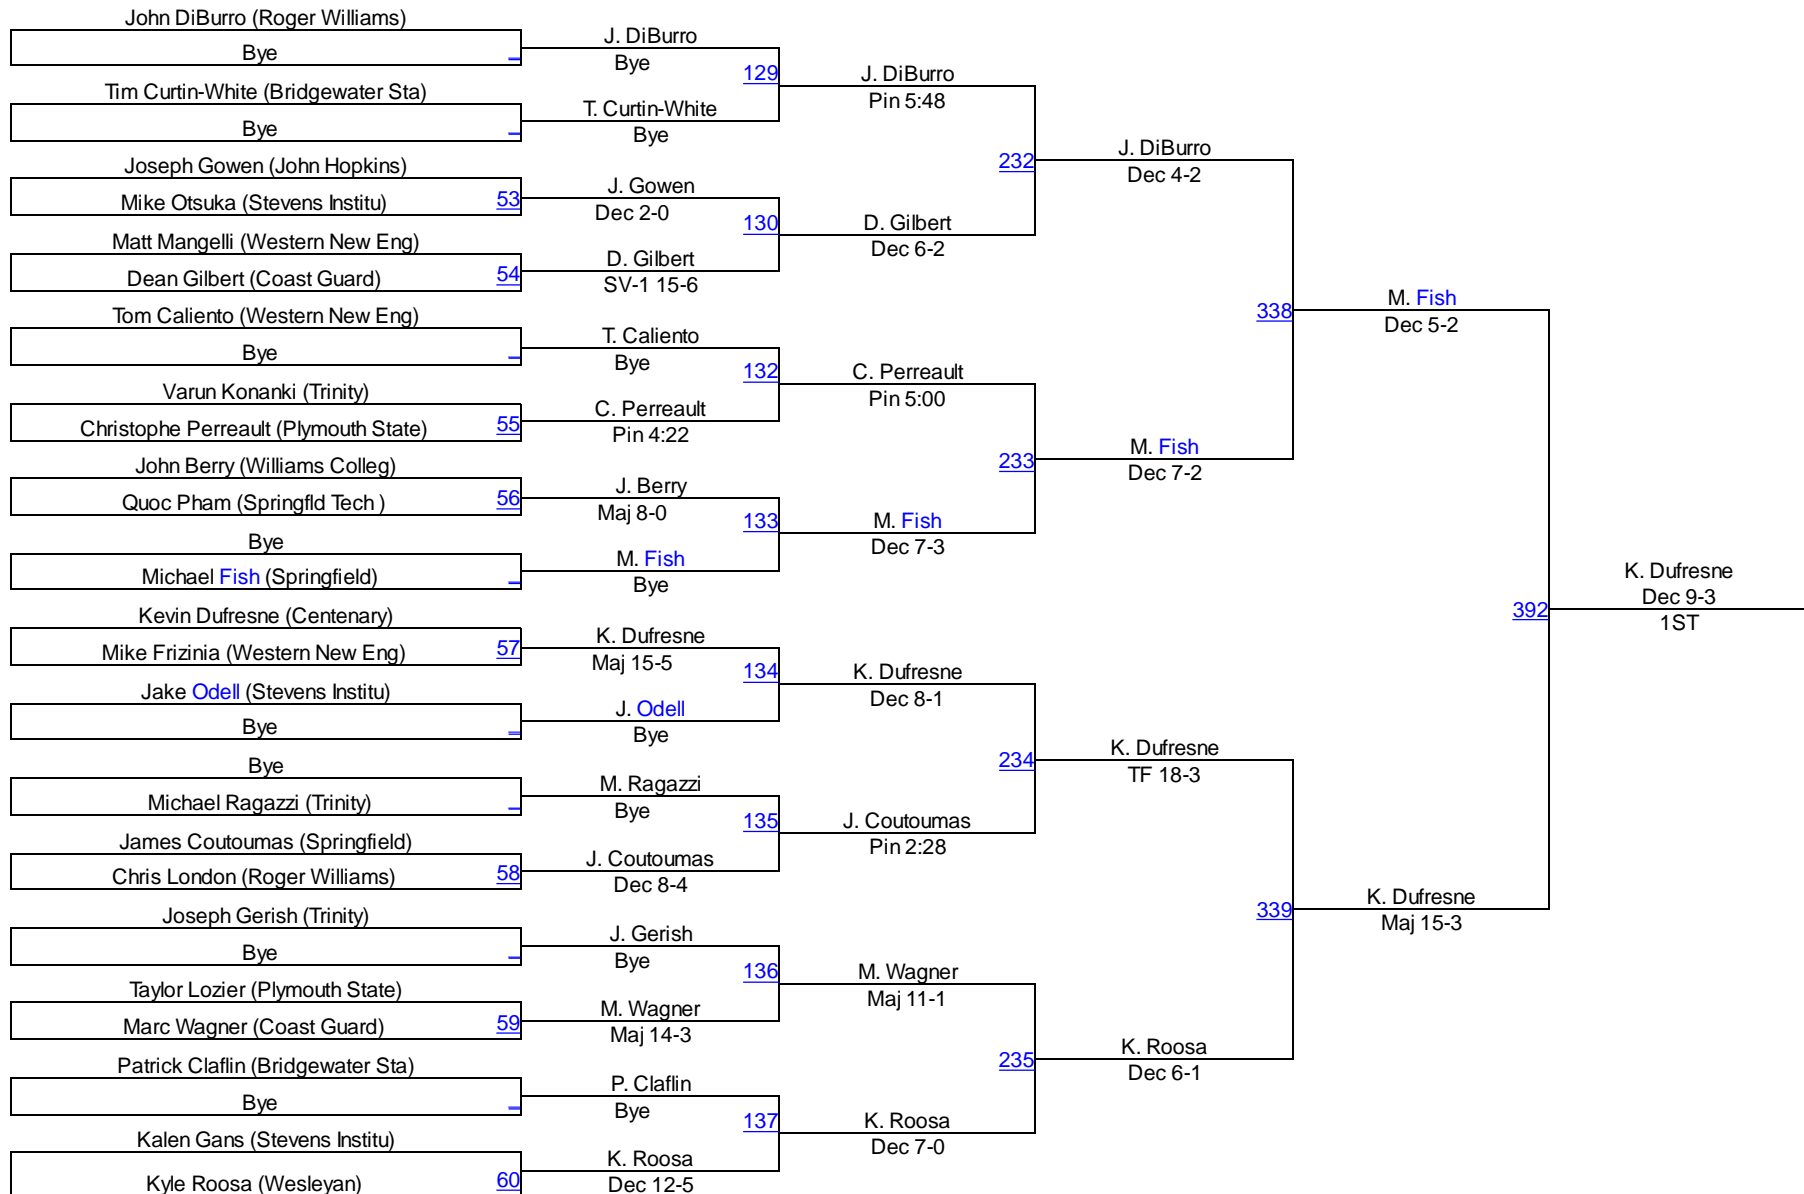 John DiBurro (Roger Williams)
Bye
Tim Curtin-White (Bridgewater Sta)
Bye
Joseph Gowen (John Hopkins)
Mike Otsuka (Stevens Institu) 53
Matt Mangelli (Western New Eng)
Dean Gilbert (Coast Guard) 54
Tom Caliento (Western New Eng)
Bye
Varun Konanki (Trinity)
Christophe Perreault (Plymouth State) 55
John Berry (Williams Colleg)
Quoc Pham (Springfld Tech ) 56
Bye
Michael Fish (Springfield)
Kevin Dufresne (Centenary)
Mike Frizinia (Western New Eng) 57
Jake Odell (Stevens Institu)
Bye
Bye
Michael Ragazzi (Trinity)
James Coutoumas (Springfield)
Chris London (Roger Williams) 58
Joseph Gerish (Trinity)
Bye
Taylor Lozier (Plymouth State)
Marc Wagner (Coast Guard) 59
Patrick Claflin (Bridgewater Sta)
Bye
Kalen Gans (Stevens Institu)
Kyle Roosa (Wesleyan) 60
J. DiBurro
Bye
129
T. Curtin-White
Bye
J. Gowen
Dec 2-0
130
D. Gilbert
SV-1 15-6
T. Caliento
Bye
132
C. Perreault
Pin 4:22
J. Berry
Maj 8-0
133
M. Fish
Bye
K. Dufresne
Maj 15-5
134
J. Odell
Bye
M. Ragazzi
Bye
135
J. Coutoumas
Dec 8-4
J. Gerish
Bye
136
M. Wagner
Maj 14-3
P. Claflin
Bye
137
K. Roosa
Dec 12-5
J. DiBurro
Pin 5:48
232
D. Gilbert
Dec 6-2
C. Perreault
Pin 5:00
233
M. Fish
Dec 7-3
K. Dufresne
Dec 8-1
234
J. Coutoumas
Pin 2:28
M. Wagner
Maj 11-1
235
K. Roosa
Dec 7-0
J. DiBurro
Dec 4-2
338
M. Fish
Dec 7-2
K. Dufresne
TF 18-3
339
K. Roosa
Dec 6-1
M. Fish
Dec 5-2
392
K. Dufresne
Maj 15-3
K. Dufresne
Dec 9-3
1ST